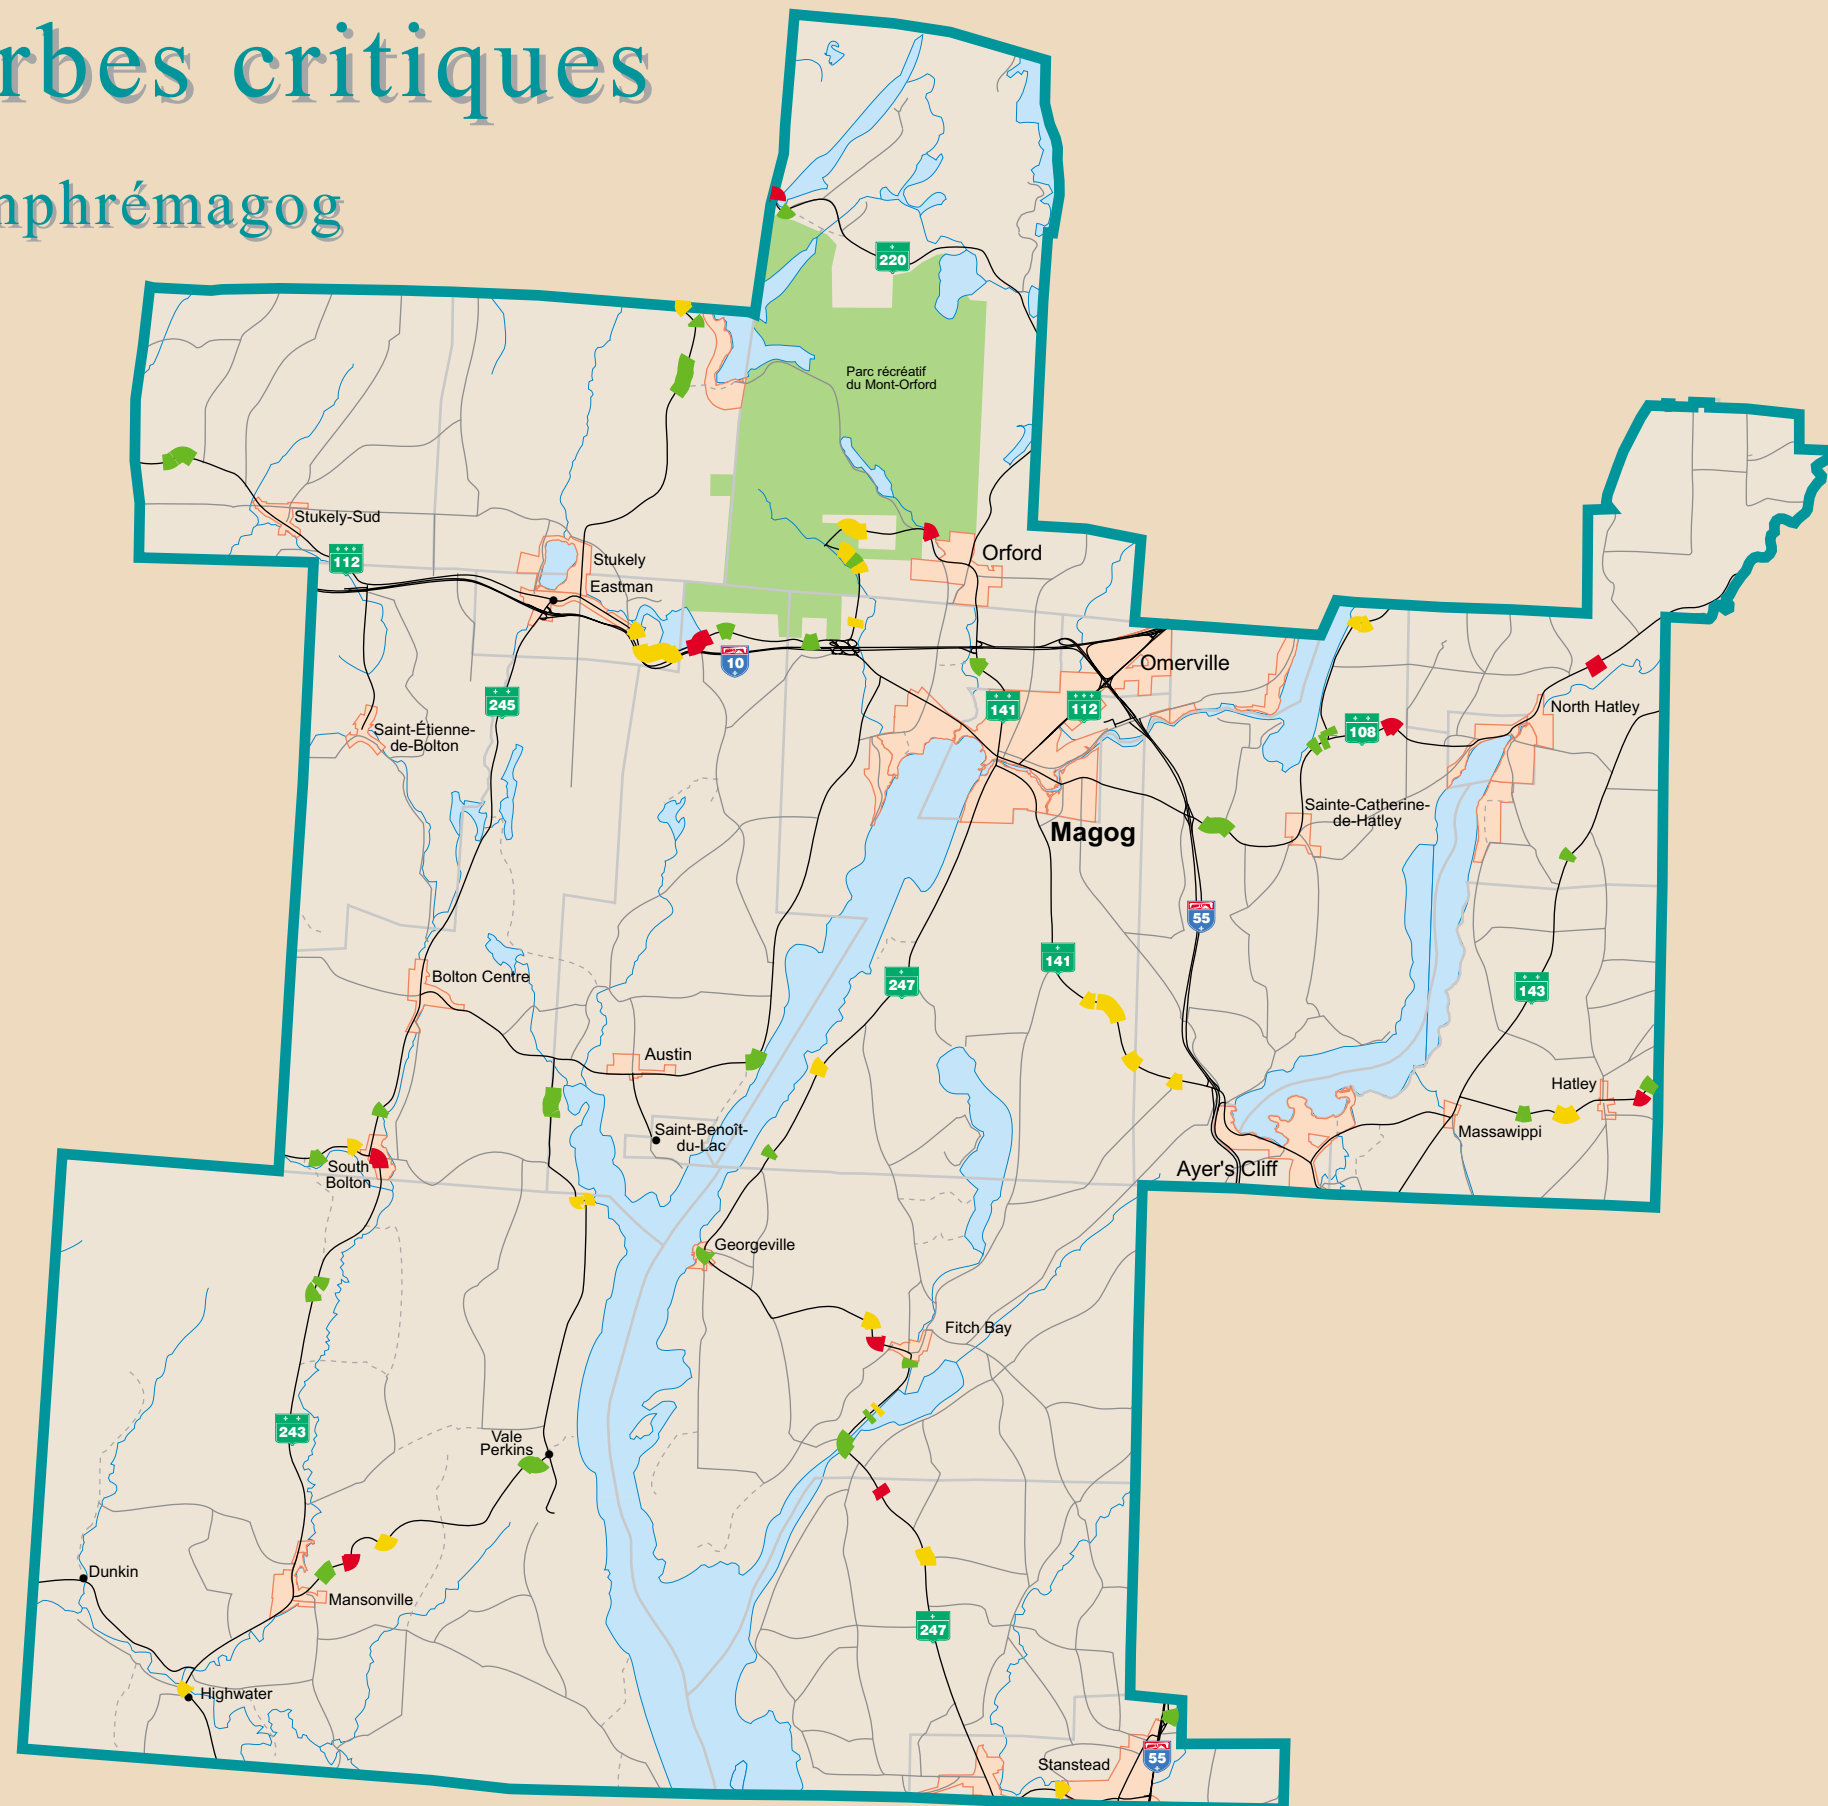 rbes critiques
mphrémagog
220
Parc récréatif
du Mont-Orford
Stukely-Sud
112
Stukely
Eastman
Orford
Omerville
10
245
141
112
North Hatley
108
Saint-Étienne-
de-Bolton
Sainte-Catherine-
de-Hatley
Magog
55
Bolton Centre
247
141
143
Austin
Hatley
Saint-Benoît-
du-Lac
Massawippi
South
Bolton
Ayer's Cliff
Georgeville
Fitch Bay
243
Vale
Perkins
Dunkin
Mansonville
247
Highwater
Stanstead
55